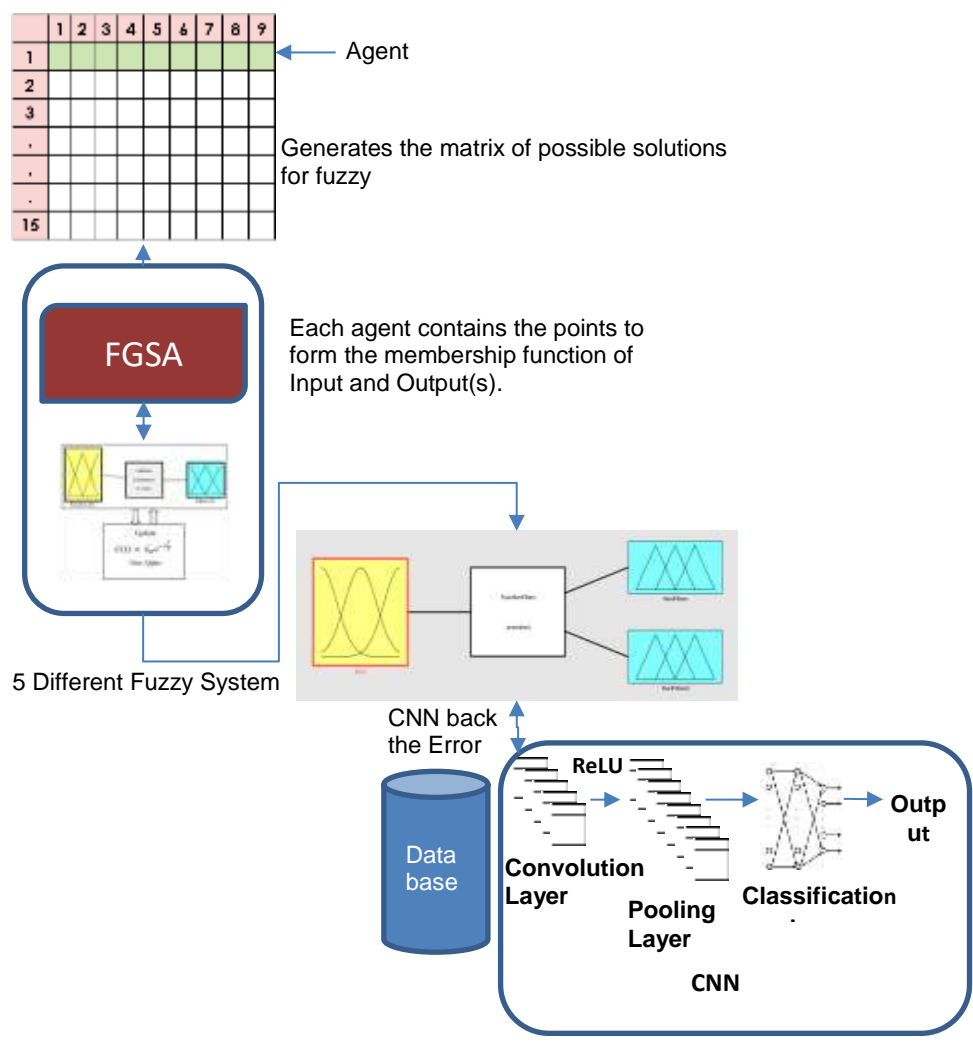 1 2 3 4 5 6 7 8 9
1
2
3
,
,
.
15
Agent
Generates the matrix of possible solutions
for fuzzy
FGSA
Each agent contains the points to
form the membership function of
Input and Output(s).
Update
5 Different Fuzzy System
CNN back
the Error
Data
base
ReLU
Convolution
Layer
Pooling
Layer
Classification
Outp
ut
CNN